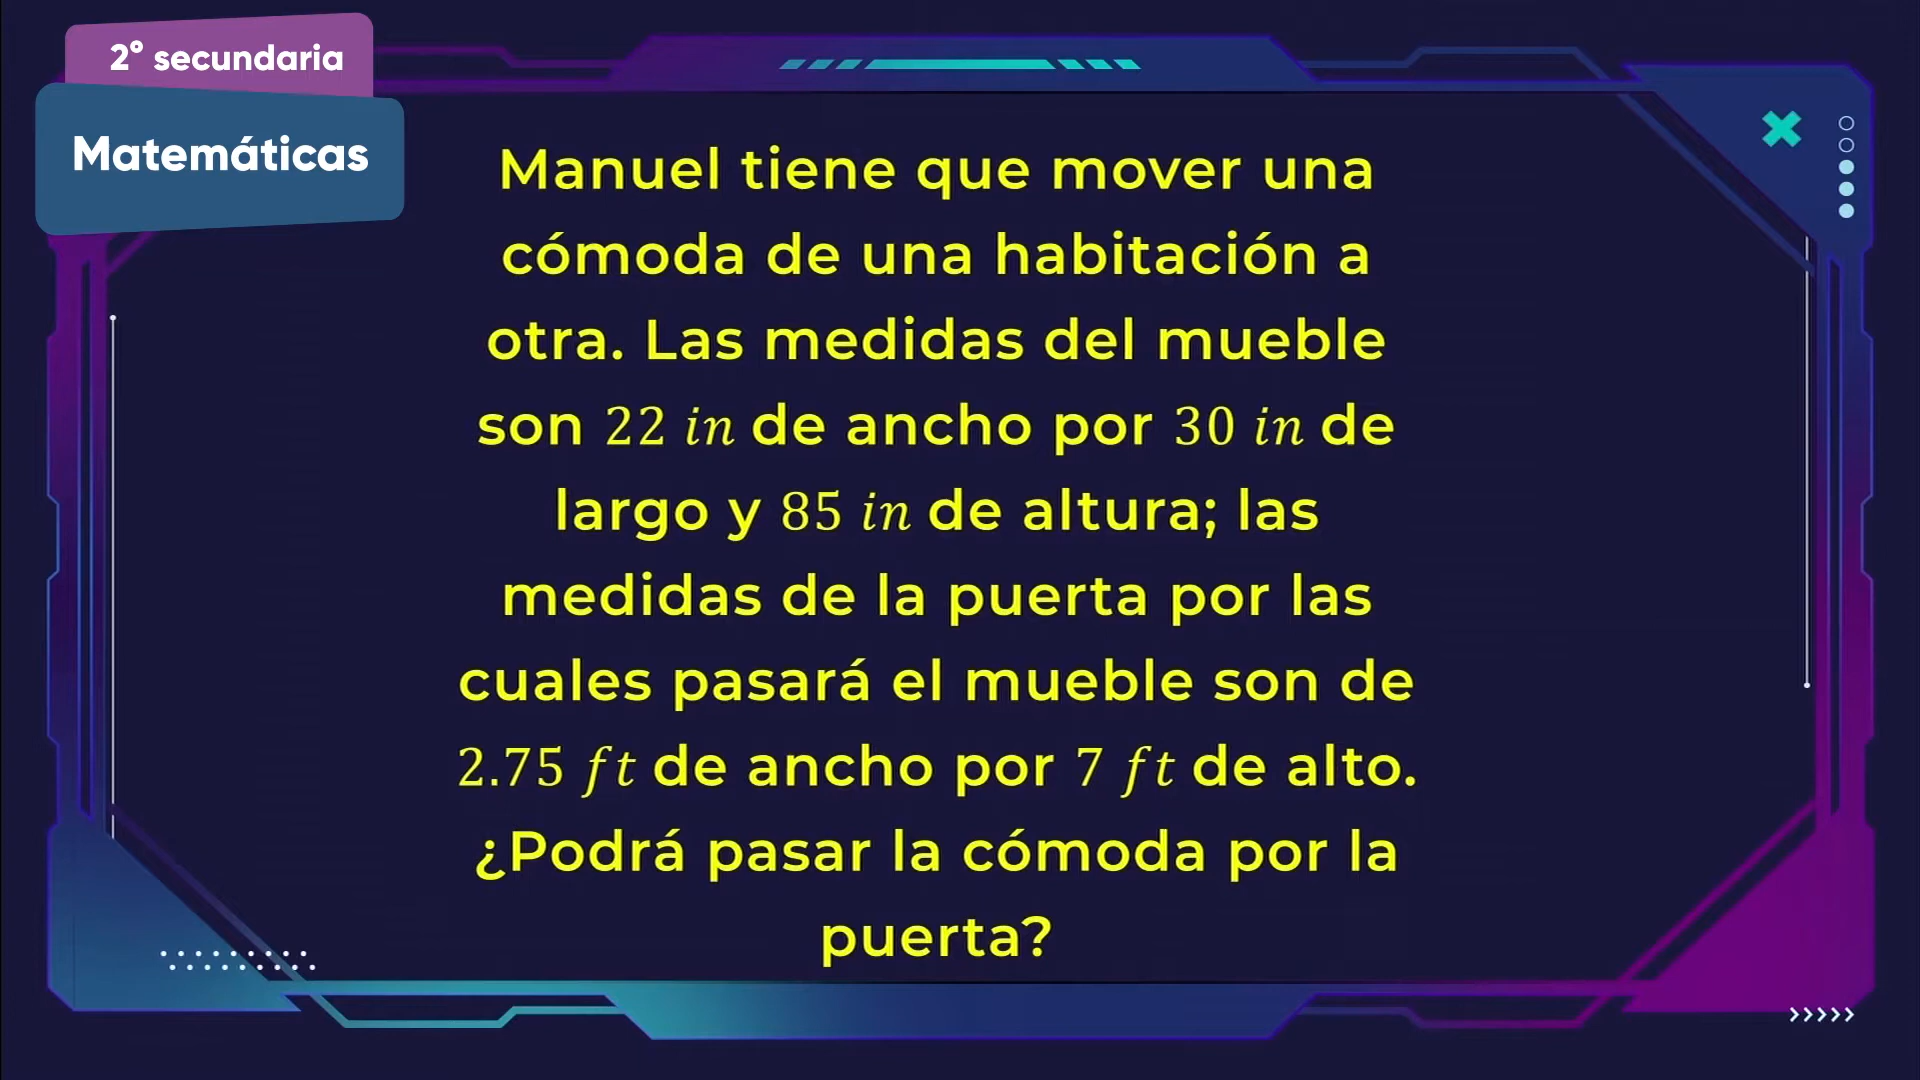 2° secundaria
Matemáticas
Manuel tiene que mover una
cómoda de una habitación a
otra. Las medidas del mueble
son 22 in de ancho por 30 in de
largo y 85 in de altura; las
medidas de la puerta por las
cuales pasará el mueble son de
2.75 ft de ancho por 7 ft de alto.
¿Podrá pasar la cómoda por la
puerta?